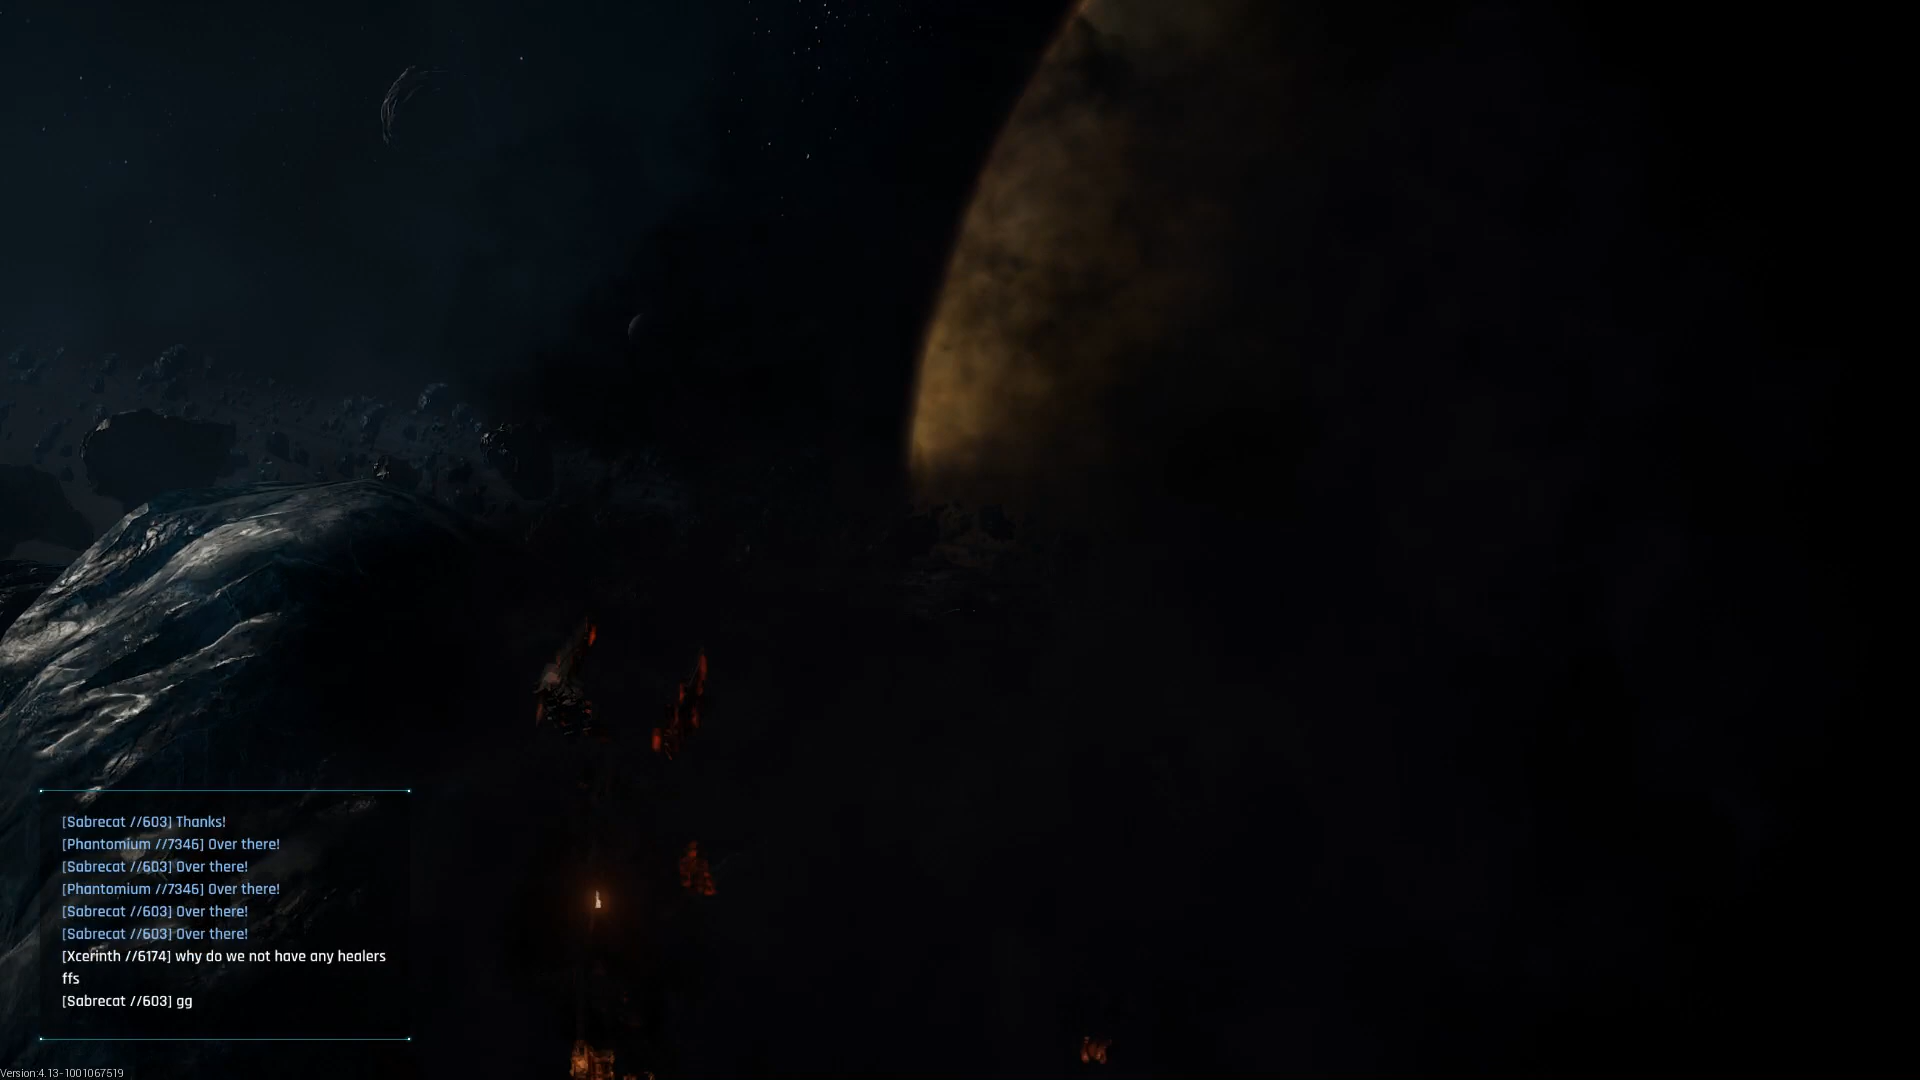 [Sabrecat //603] Thanks!
[Phantomium //7346] Over there!
[Sabrecat //603] Over there!
[Phantomium //7346] Over there!
[Sabrecat //603] Over there!
[Sabrecat //603] Over there!
[Xcerinth //6174] why do we not have any healers
ffs
[Sabrecat //603] gg
Version:4.13-1001067519